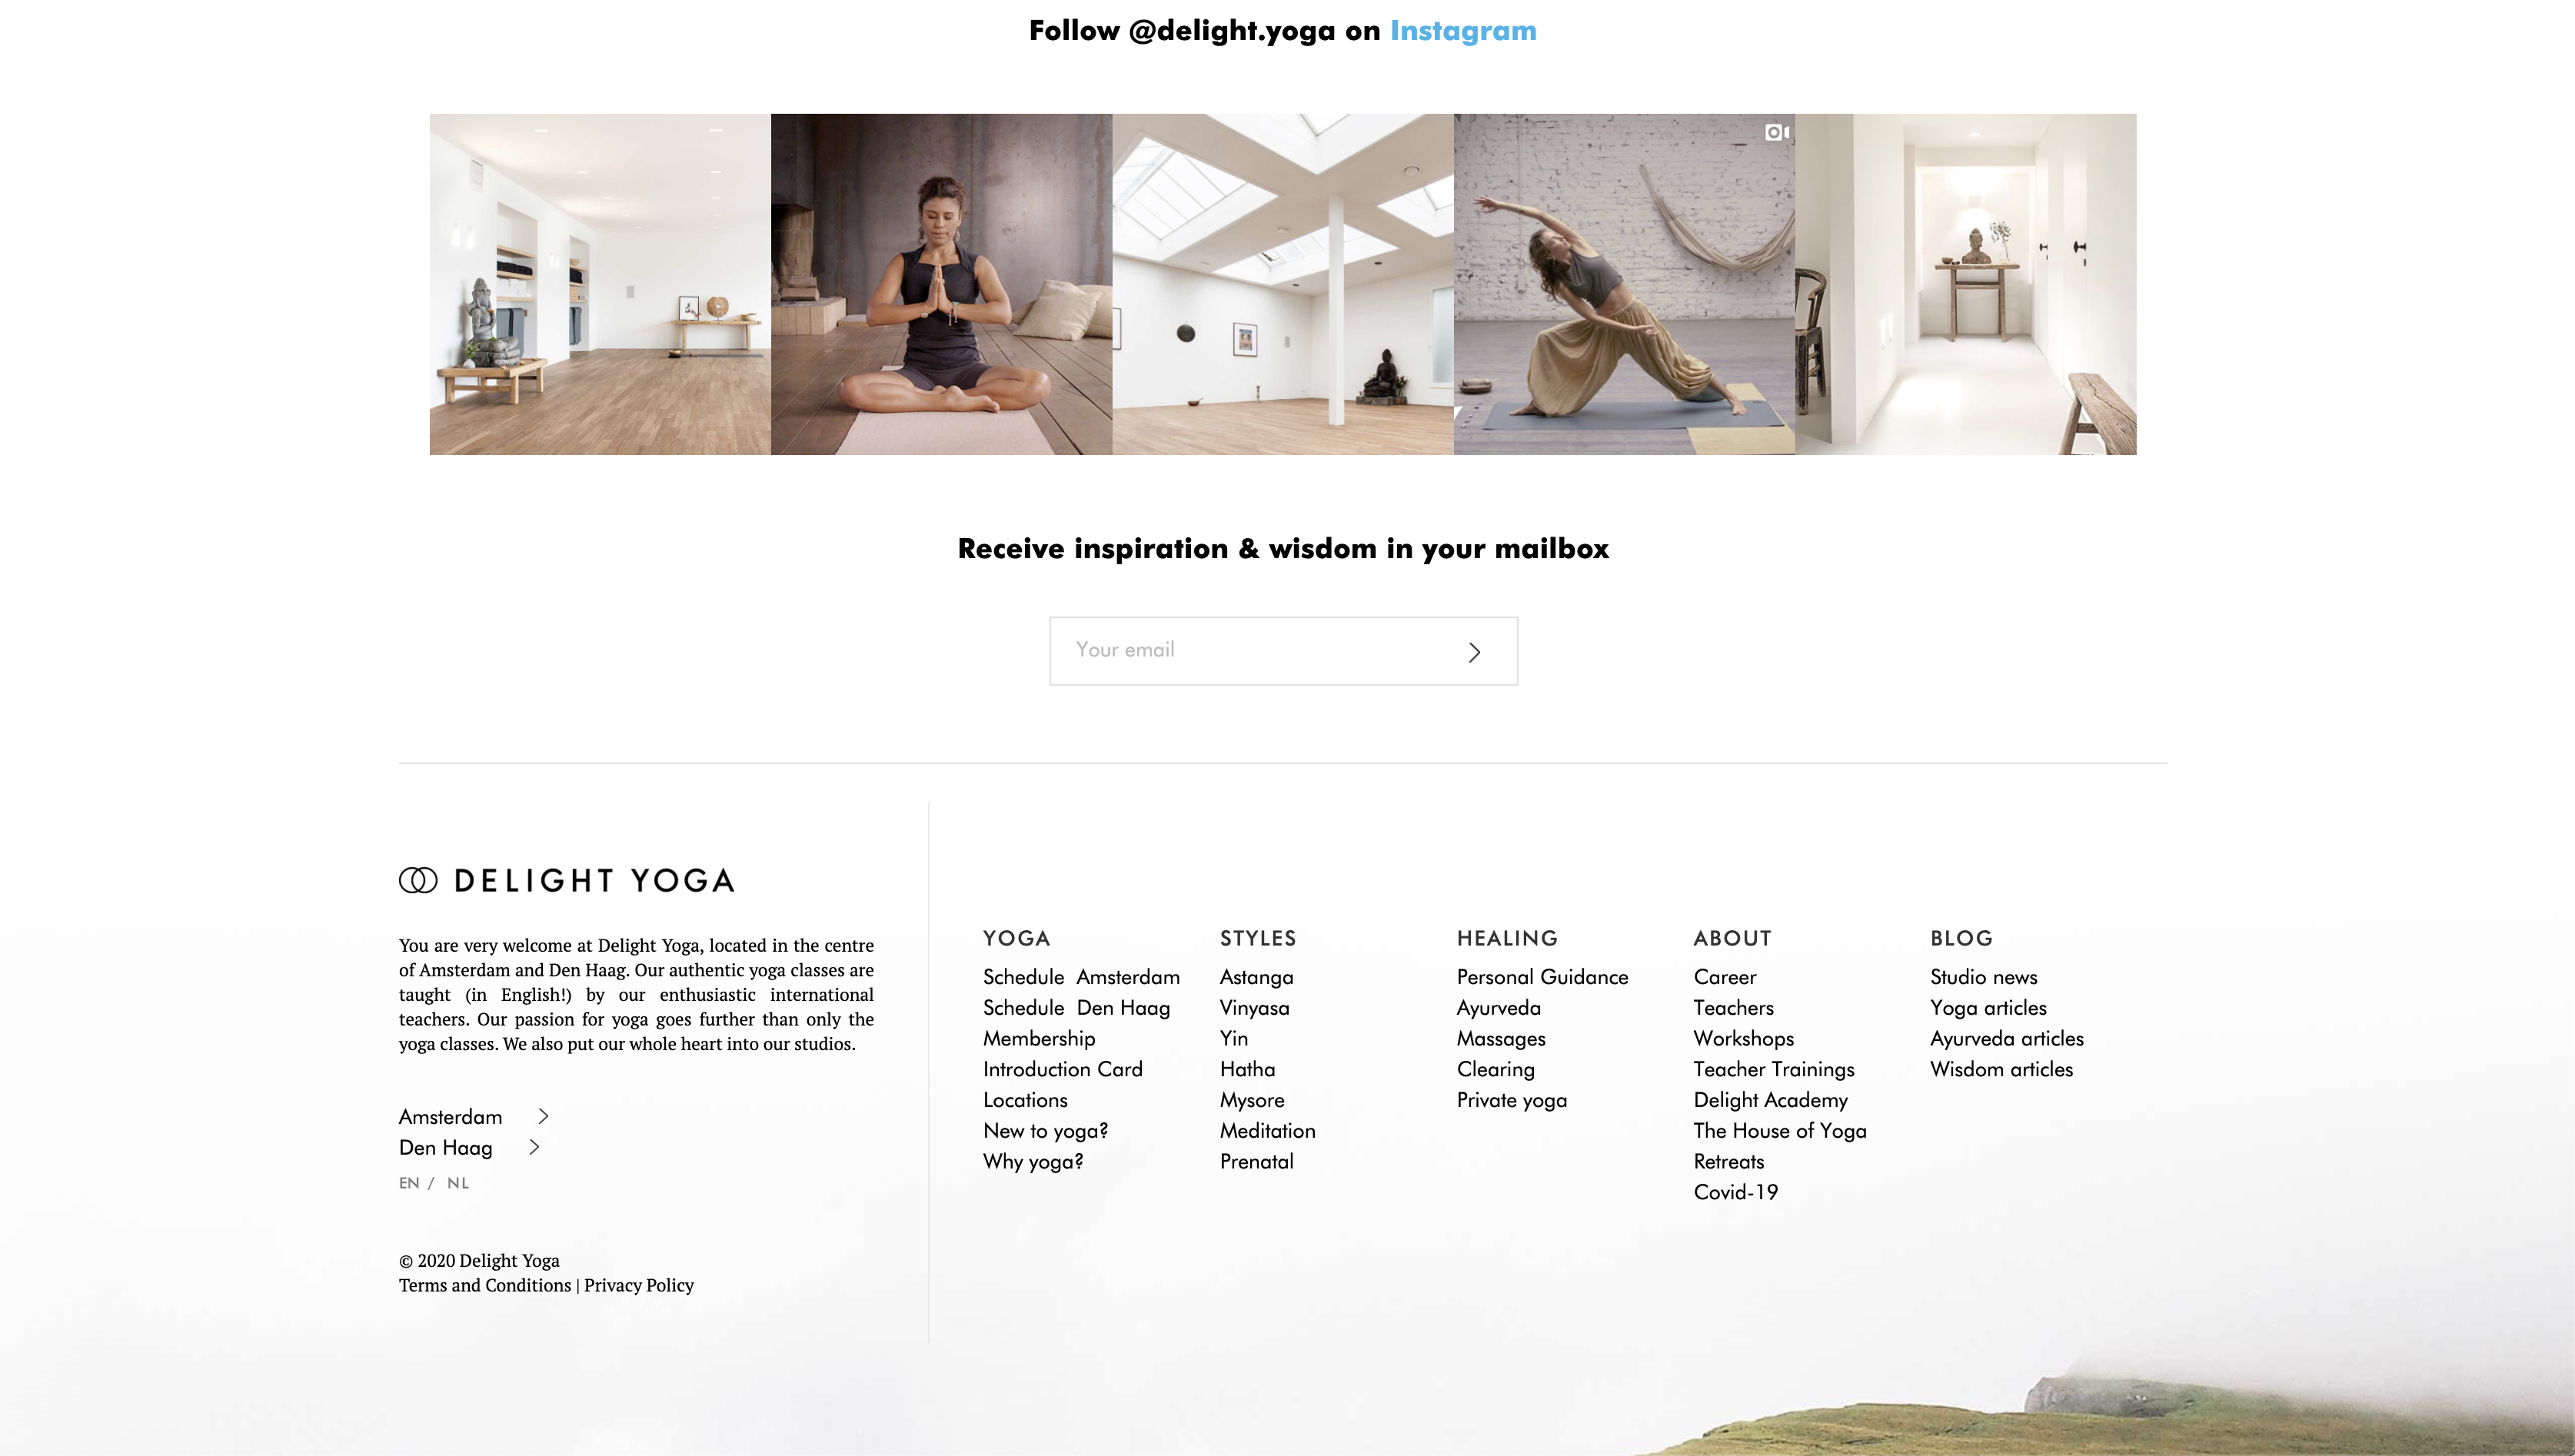 Follow @delight.yoga on Instagram
Receive inspiration & wisdom in your mailbox
Your email
DELIGHT YOGA
You are very welcome at Delight Yoga, located in the centre
of Amsterdam and Den Haag. Our authentic yoga classes are
taught (in English!) by our enthusiastic international
teachers. Our passion for yoga goes further than only the
yoga classes. We also put our whole heart into our studios.
Amsterdam
Den Haag
EN / NL
© 2020 Delight Yoga
Terms and Conditions | Privacy Policy
YOGA
Schedule Amsterdam
Schedule Den Haag
Membership
Introduction Card
Locations
New to yoga?
Why yoga?
STYLES
Astanga
Vinyasa
Yin
Hatha
Mysore
Meditation
Prenatal
HEALING
Personal Guidance
Ayurveda
Massages
Clearing
Private yoga
ABOUT
Career
Teachers
Workshops
Teacher Trainings
Delight Academy
The House of Yoga
Retreats
Covid-19
BLOG
Studio news
Yoga articles
Ayurveda articles
Wisdom articles